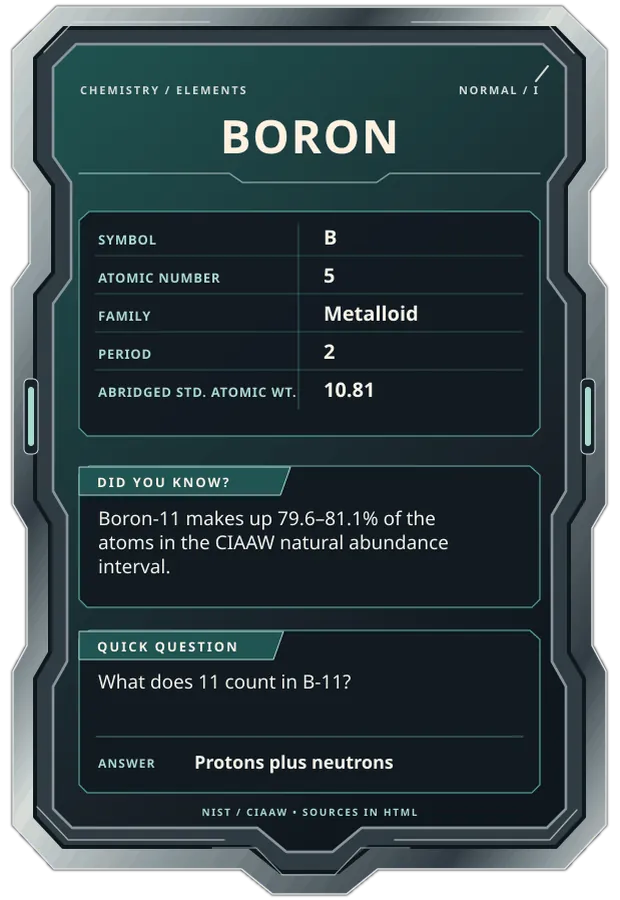 CHEMISTRY / ELEMENTS
NORMAL / I
BORON
SYMBOL B
ATOMIC NUMBER 5
FAMILY Metalloid
PERIOD 2
ABRIDGED STD. ATOMIC WT. 10.81
DID YOU KNOW?
Boron-11 makes up 79.6–81.1% of the
atoms in the CIAAW natural abundance
interval.
QUICK QUESTION
What does 11 count in B-11?
ANSWER Protons plus neutrons
NIST / CIAAW • SOURCES IN HTML